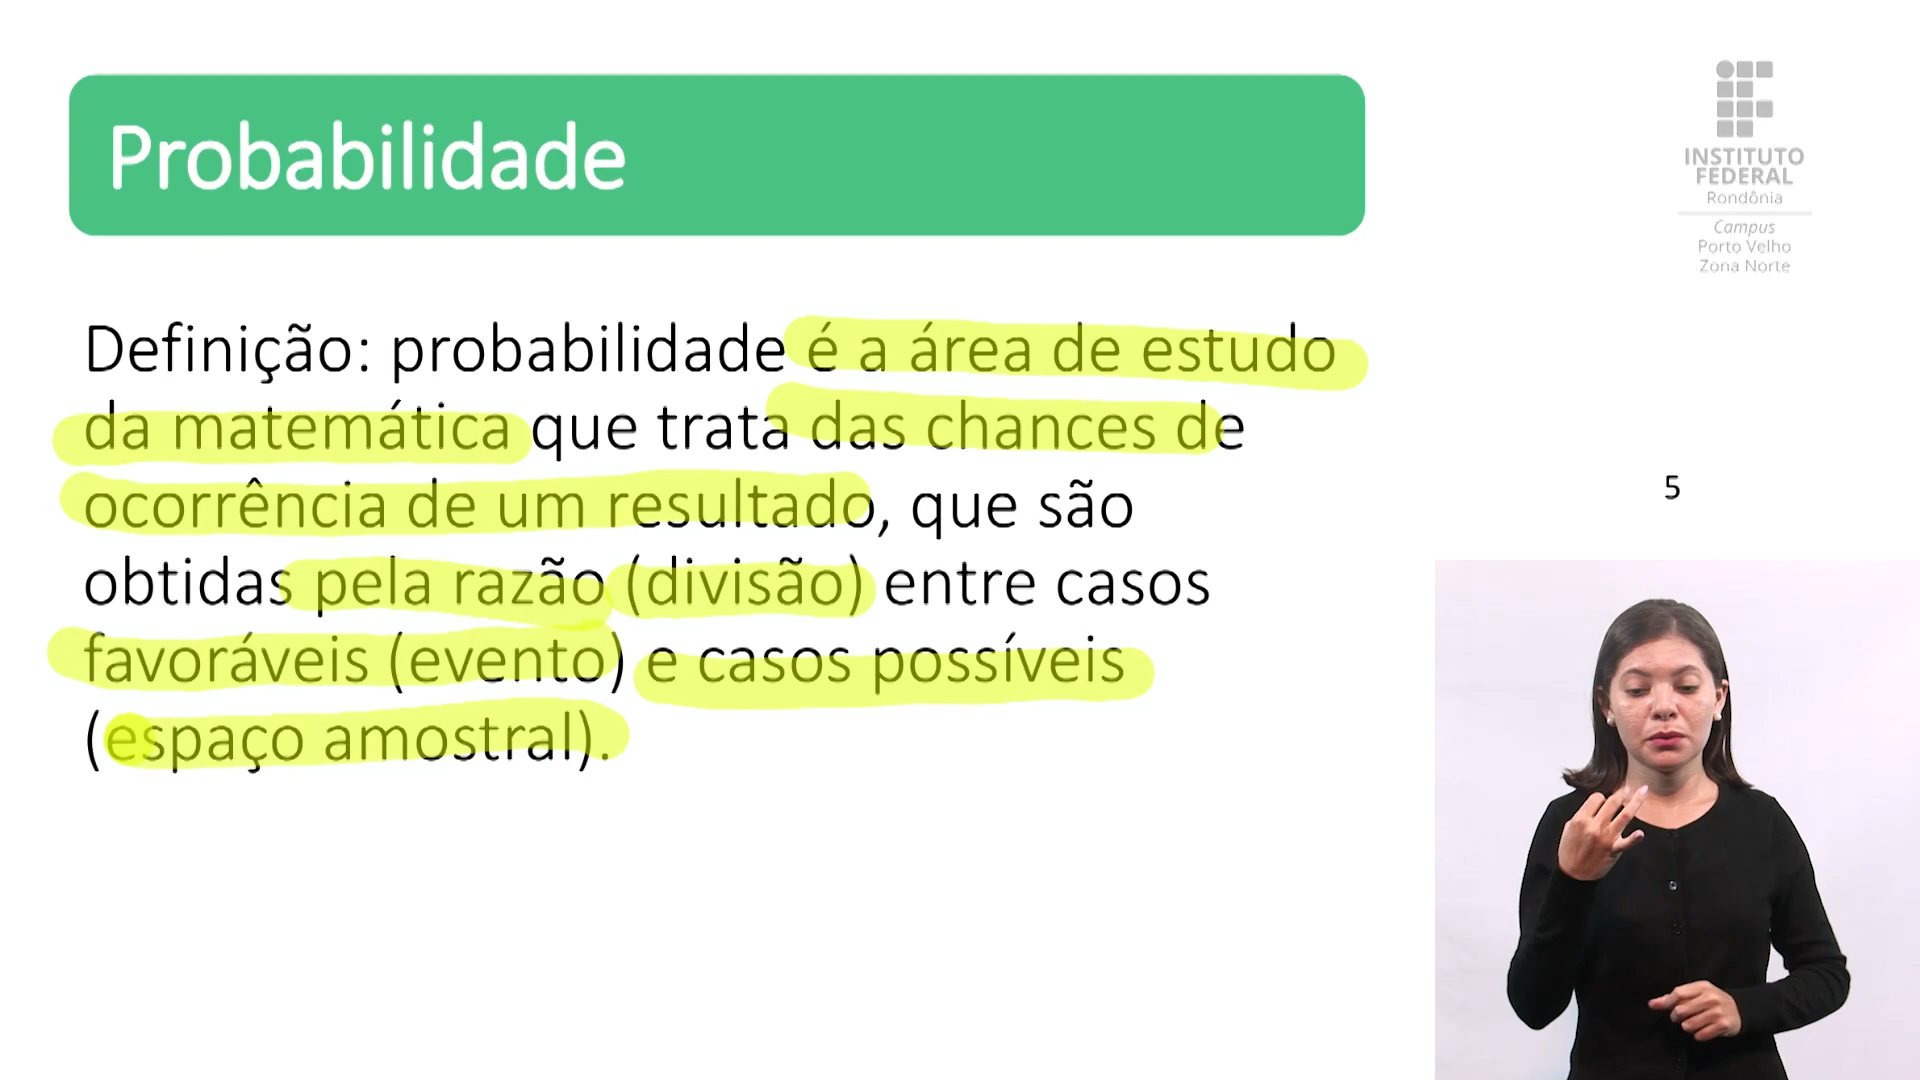 Probabilidade
INSTITUTO
FEDERAL
Rondônia
Campus
Porto Velho
Zona Norte
Definição: probabilidade é a área de estudo
da matemática que trata das chances de
ocorrência de um resultado, que são
obtidas pela razão (divisão) entre casos
favoráveis (evento) e casos possíveis
(espaço amostral).
5